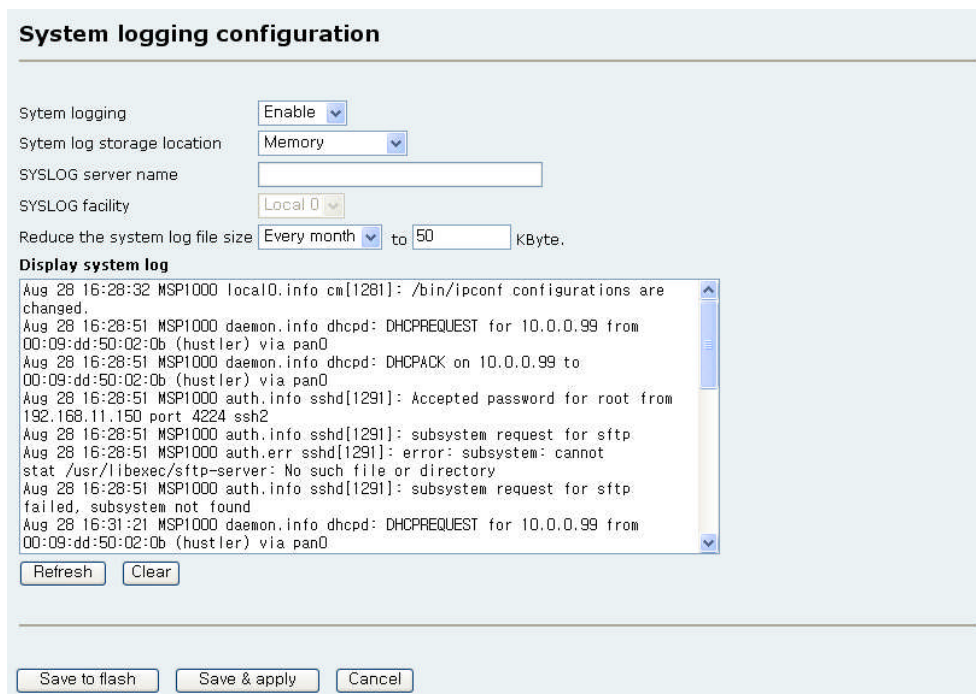 System logging configuration
Sytem logging Enable
Sytem log storage location Memory
SYSLOG server name
SYSLOG facility Local 0
Reduce the system log file size Every month to 50 KByte.
Display system log
Aug 28 16:28:32 MSP1000 local0.info cm[1281]: /bin/ipconf configurations are
changed.
Aug 28 16:28:51 MSP1000 daemon.info dhcpd: DHCPREQUEST for 10.0.0.99 from
00:09:dd:50:02:0b (hustler) via pan0
Aug 28 16:28:51 MSP1000 daemon.info dhcpd: DHCPACK on 10.0.0.99 to
00:09:dd:50:02:0b (hustler) via pan0
Aug 28 16:28:51 MSP1000 auth.info sshd[1291]: Accepted password for root from
192.168.11.150 port 4224 ssh2
Aug 28 16:28:51 MSP1000 auth.info sshd[1291]: subsystem request for sftp
Aug 28 16:28:51 MSP1000 auth.err sshd[1291]: error: subsystem: cannot
stat /usr/libexec/sftp-server: No such file or directory
Aug 28 16:28:51 MSP1000 auth.info sshd[1291]: subsystem request for sftp
failed, subsystem not found
Aug 28 16:31:21 MSP1000 daemon.info dhcpd: DHCPREQUEST for 10.0.0.99 from
00:09:dd:50:02:0b (hustler) via pan0
Refresh Clear
Save to flash Save & apply Cancel